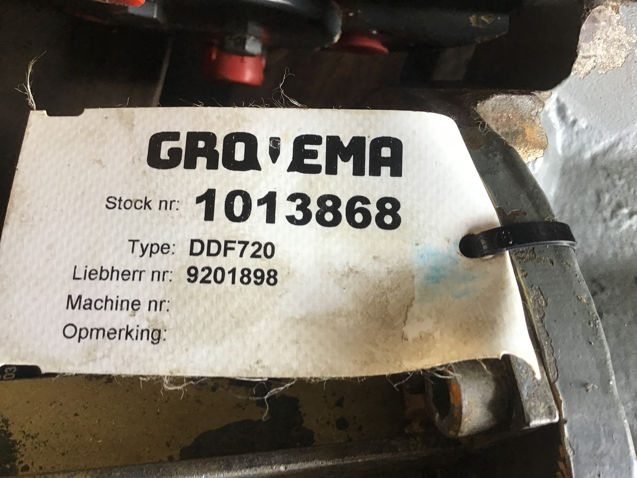 GROVEMA
Stock nr: 1013868
Type: DDF720
Liebherr nr: 9201898
Machine nr:
Opmerking: